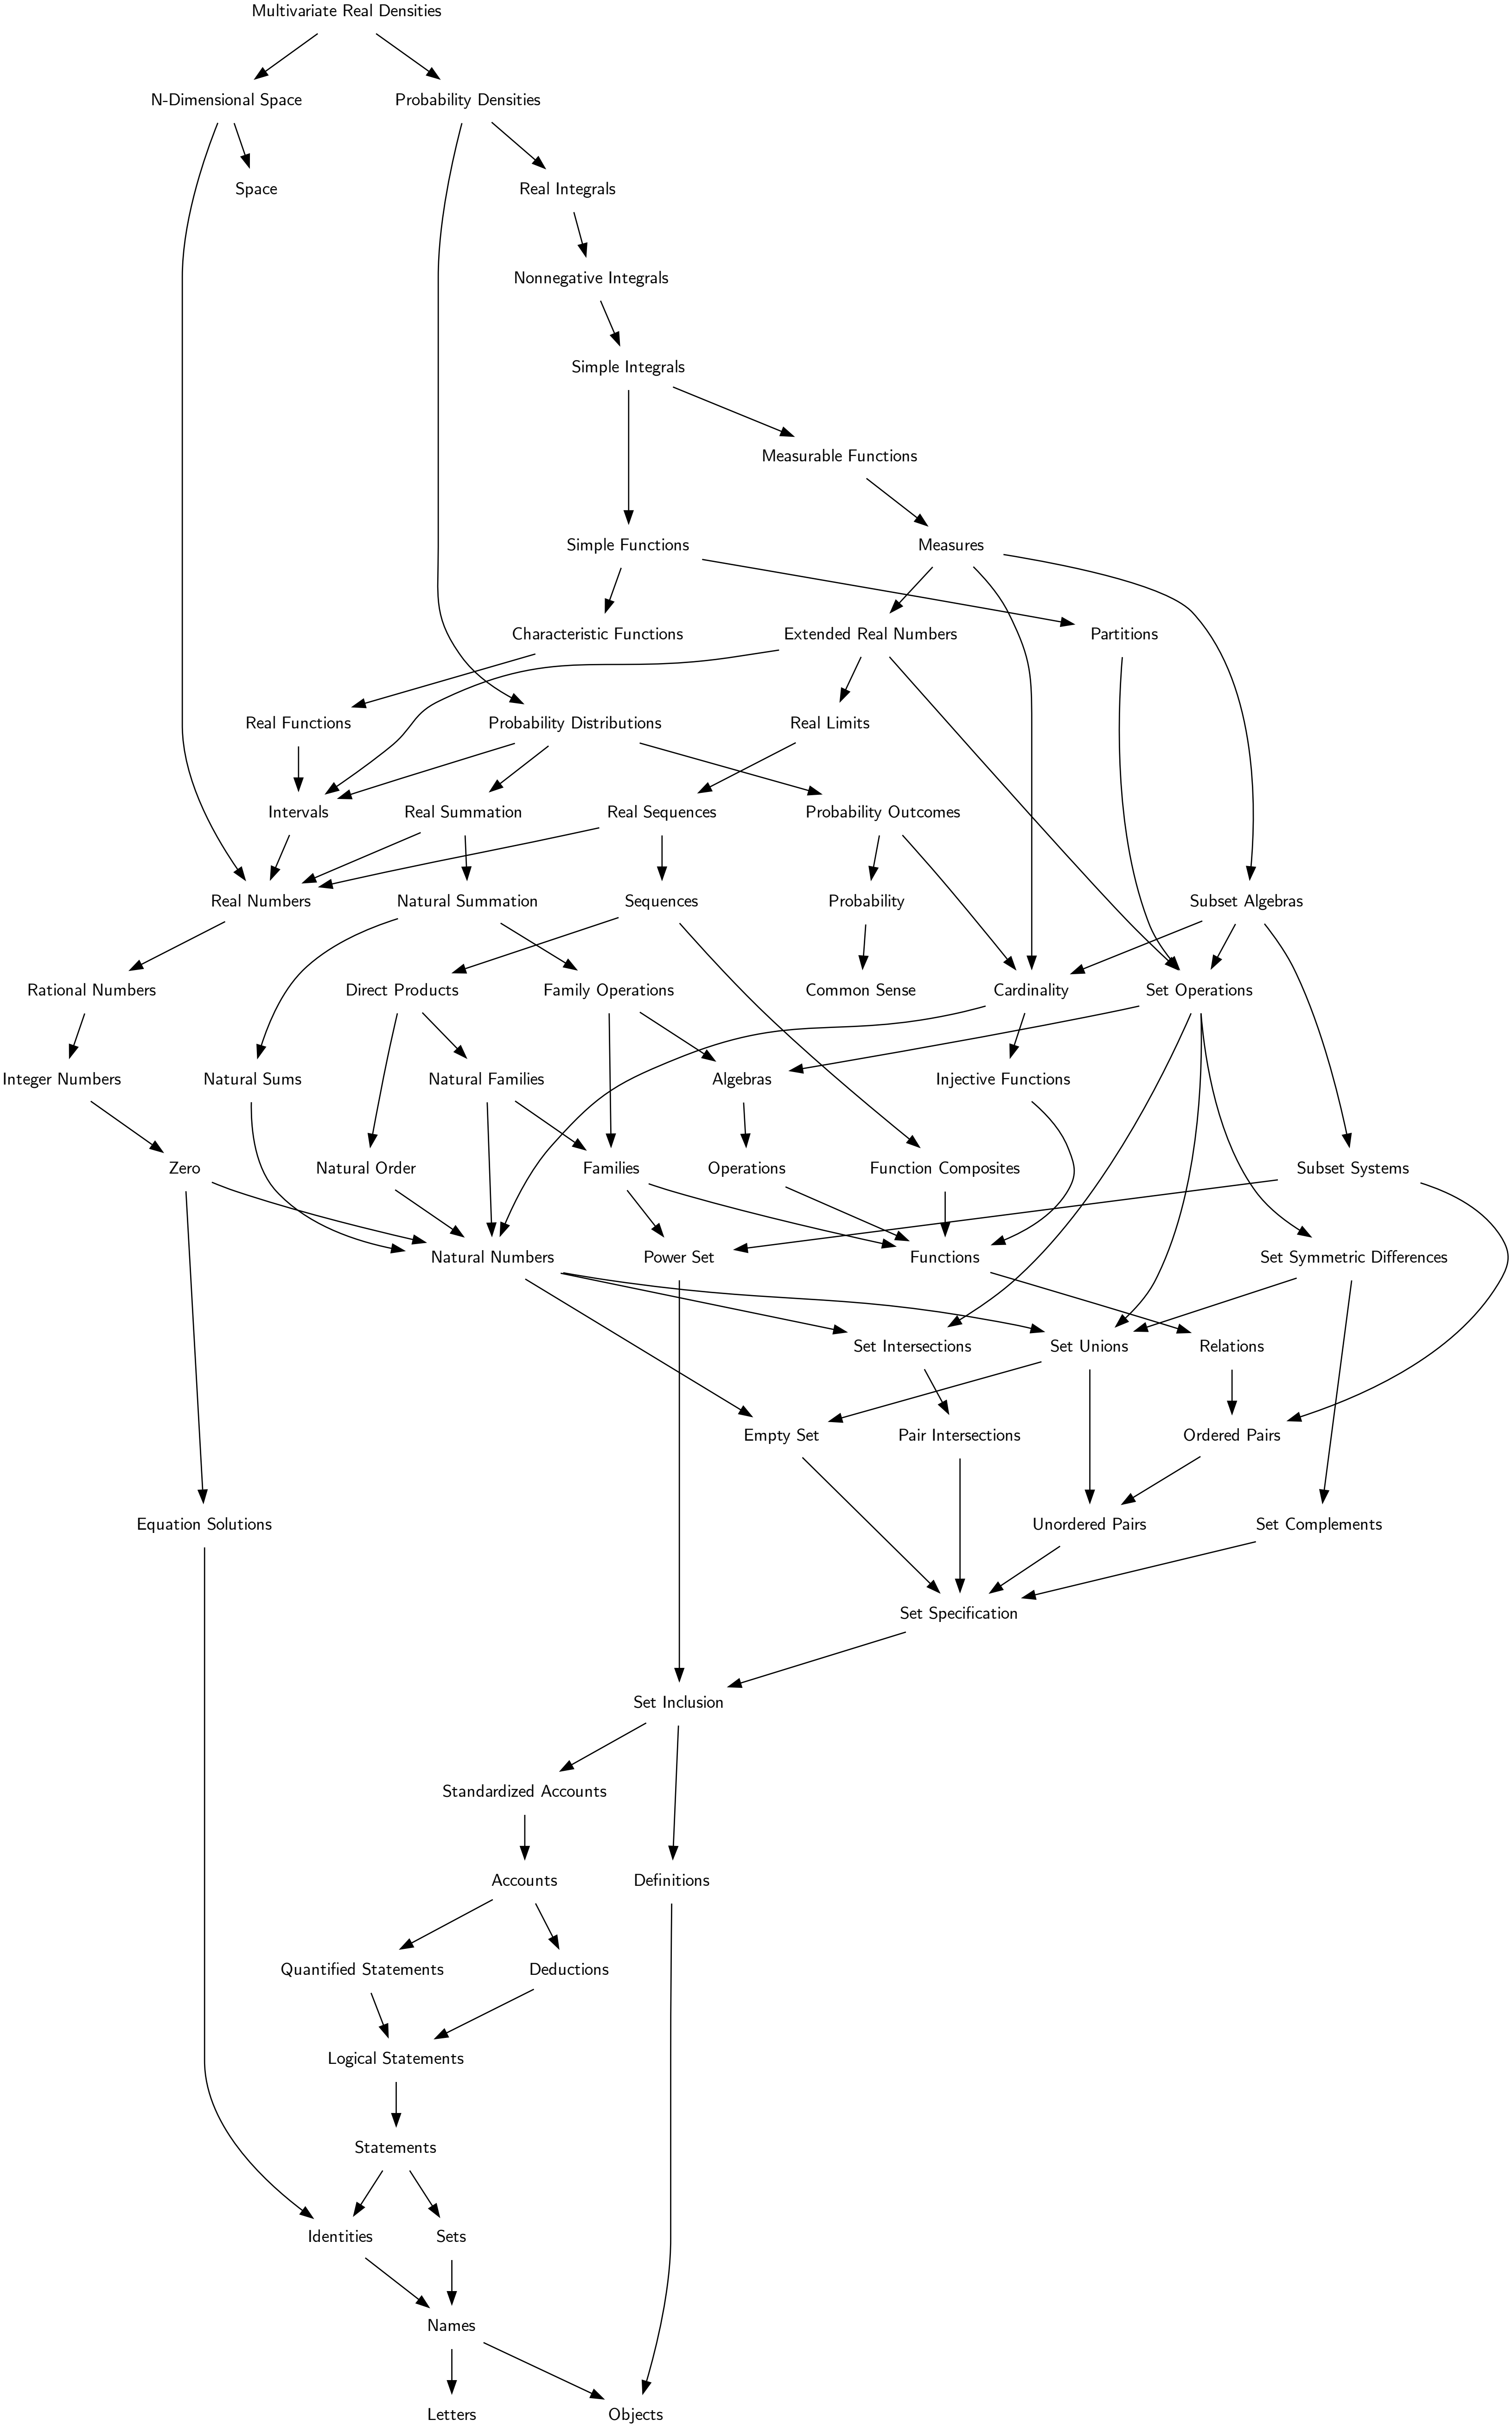 Multivariate Real Densities
N-Dimensional Space
Probability Densities
Space
Real Integrals
Nonnegative Integrals
Simple Integrals
Measurable Functions
Simple Functions
Measures
Characteristic Functions
Extended Real Numbers
Partitions
Real Functions
Probability Distributions
Real Limits
Intervals
Real Summation
Real Sequences
Probability Outcomes
Real Numbers
Natural Summation
Sequences
Probability
Subset Algebras
Rational Numbers
Direct Products
Family Operations
Common Sense
Cardinality
Set Operations
Integer Numbers
Natural Sums
Natural Families
Algebras
Injective Functions
Zero
Natural Order
Families
Operations
Function Composites
Subset Systems
Natural Numbers
Power Set
Functions
Set Symmetric Differences
Set Intersections
Set Unions
Relations
Empty Set
Pair Intersections
Ordered Pairs
Equation Solutions
Unordered Pairs
Set Complements
Set Specification
Set Inclusion
Standardized Accounts
Accounts
Definitions
Quantified Statements
Deductions
Logical Statements
Statements
Identities
Sets
Names
Letters
Objects